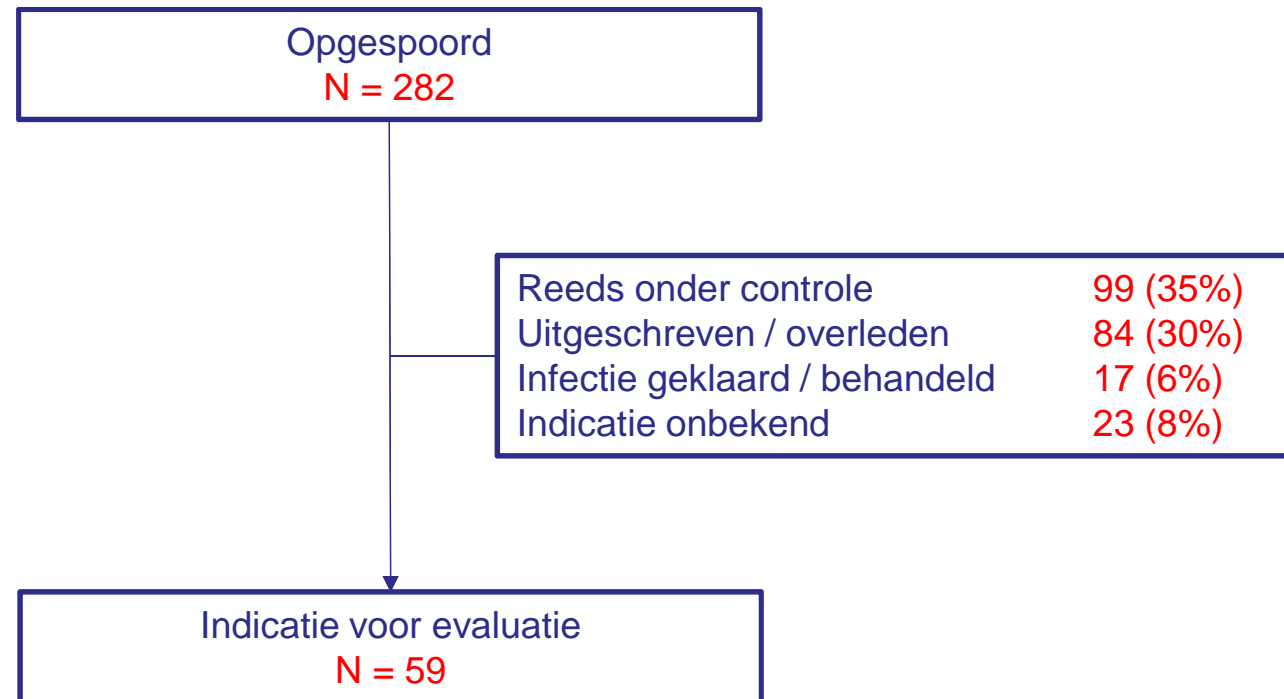 Opgespoord
N = 282
Reeds onder controle 99 (35%)
Uitgeschreven / overleden 84 (30%)
Infectie geklaard / behandeld 17 (6%)
Indicatie onbekend 23 (8%)
Indicatie voor evaluatie
N = 59